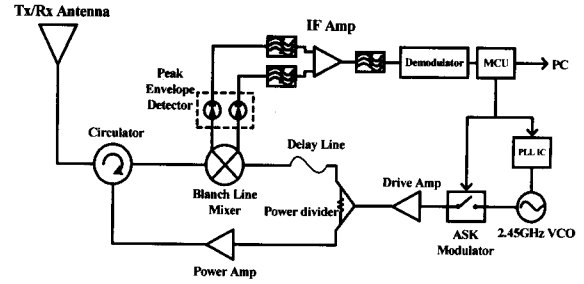 Tx/Rx Antenna
IF Amp
Peak
Envelope
Detector
Demodulator
MCU
PC
Circulator
Delay Line
PLL IC
Blanch Line
Mixer
Drive Amp
Power divider
ASK
Modulator
2.45GHz VCO
Power Amp